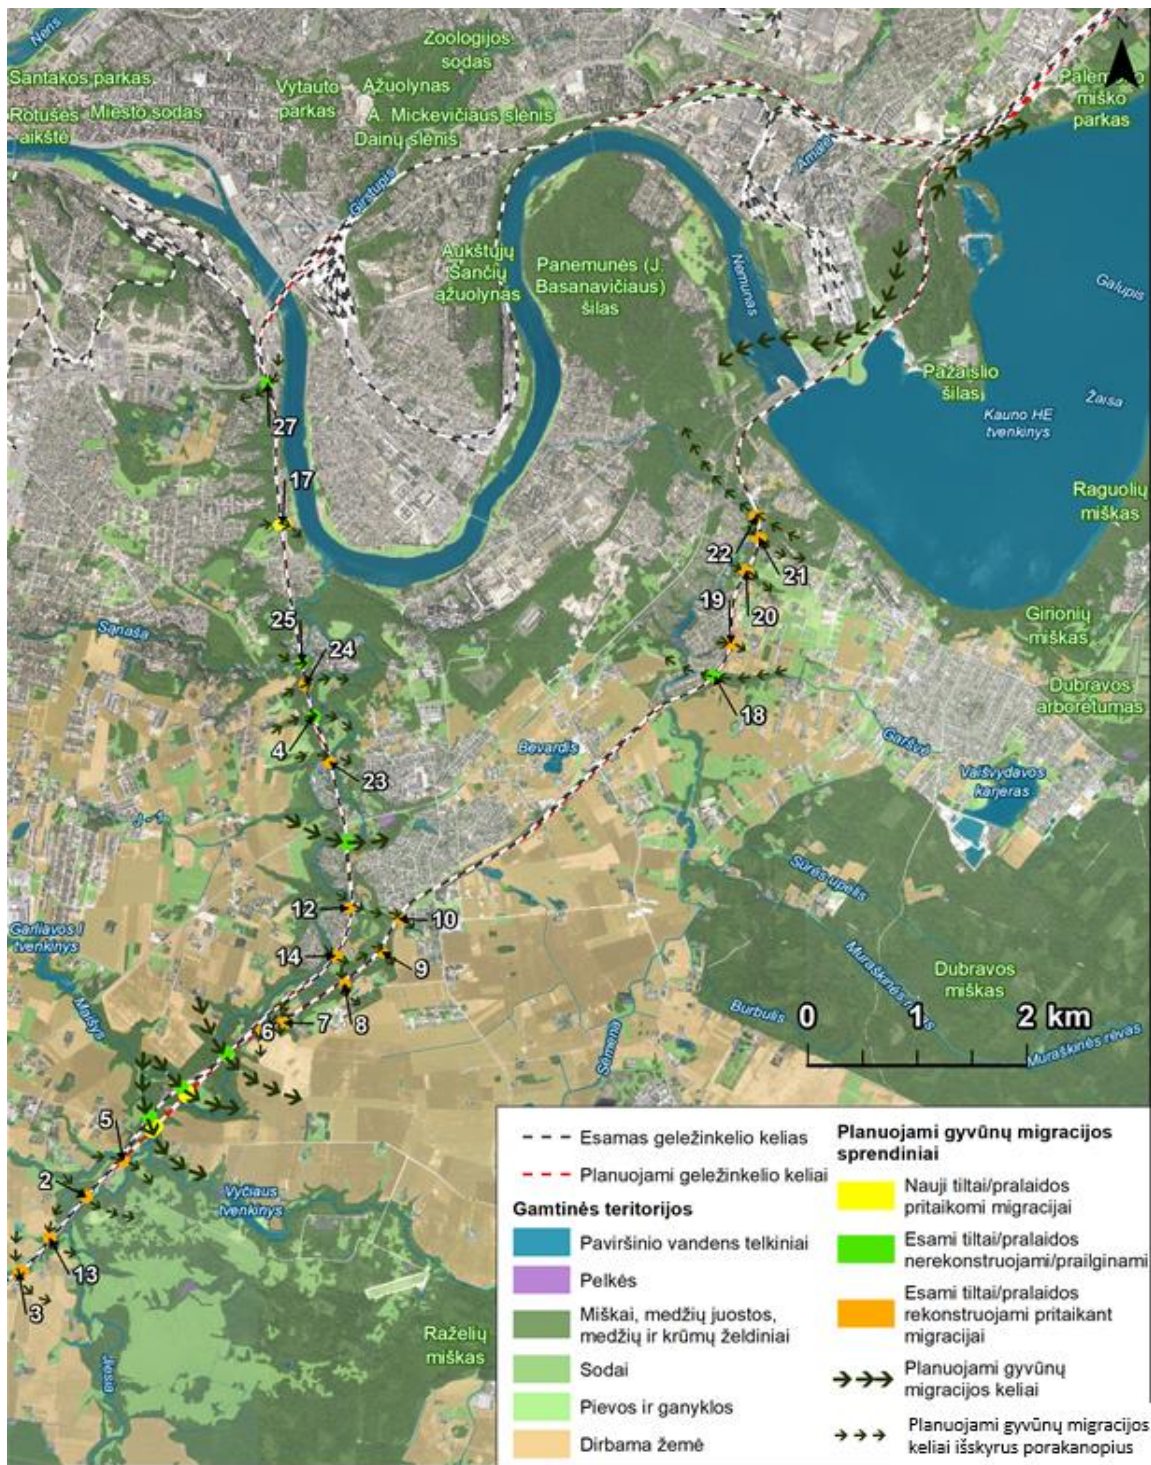 Neris
Zoologijos
sodas
N
Santakos parkas
Vytauto
parkas
Ąžuolynas
Palemono
miško
parkas
Rotušės
aikštė
Miesto sodas
A. Mickevičiaus slėnis
Dainų slėnis
Amalė
Girstupis
Aukštųjų
Šančių
ąžuolynas
Panemunės (J.
Basanavičiaus)
šilas
Nemunas
Galupis
Pažaislio
šilas
Žaisa
Kauno HE
tvenkinys
27
17
Raguolių
miškas
22
21
19
20
25
24
Sąnaša
Girionių
miškas
Dubravos
arboretumas
18
4
23
Bevardis
Garšvė
Vaišvydavos
karjeras
J - 1
Sūrės upelis
12
10
Garliavos I
tvenkinys
14
9
Dubravos
miškas
Muraškinės rėvas
Maišys
6
7
8
Burbulis
0
1
2 km
Sėmena
Muraškinės rėvas
5
2
Vyčiaus
tvenkinys
13
3
Jiesia
Raželių
miškas
Esamas geležinkelio kelias
Planuojami geležinkelio keliai
Gamtinės teritorijos
Paviršinio vandens telkiniai
Pelkės
Miškai, medžių juostos,
medžių ir krūmų želdiniai
Sodai
Pievos ir ganyklos
Dirbama žemė
Planuojami gyvūnų migracijos
sprendiniai
Nauji tiltai/pralaidos
pritaikomi migracijai
Esami tiltai/pralaidos
nerekonstruojami/prailginami
Esami tiltai/pralaidos
rekonstruojami pritaikant
migracijai
Planuojami gyvūnų
migracijos keliai
Planuojami gyvūnų migracijos
keliai išskyrus porakanopius